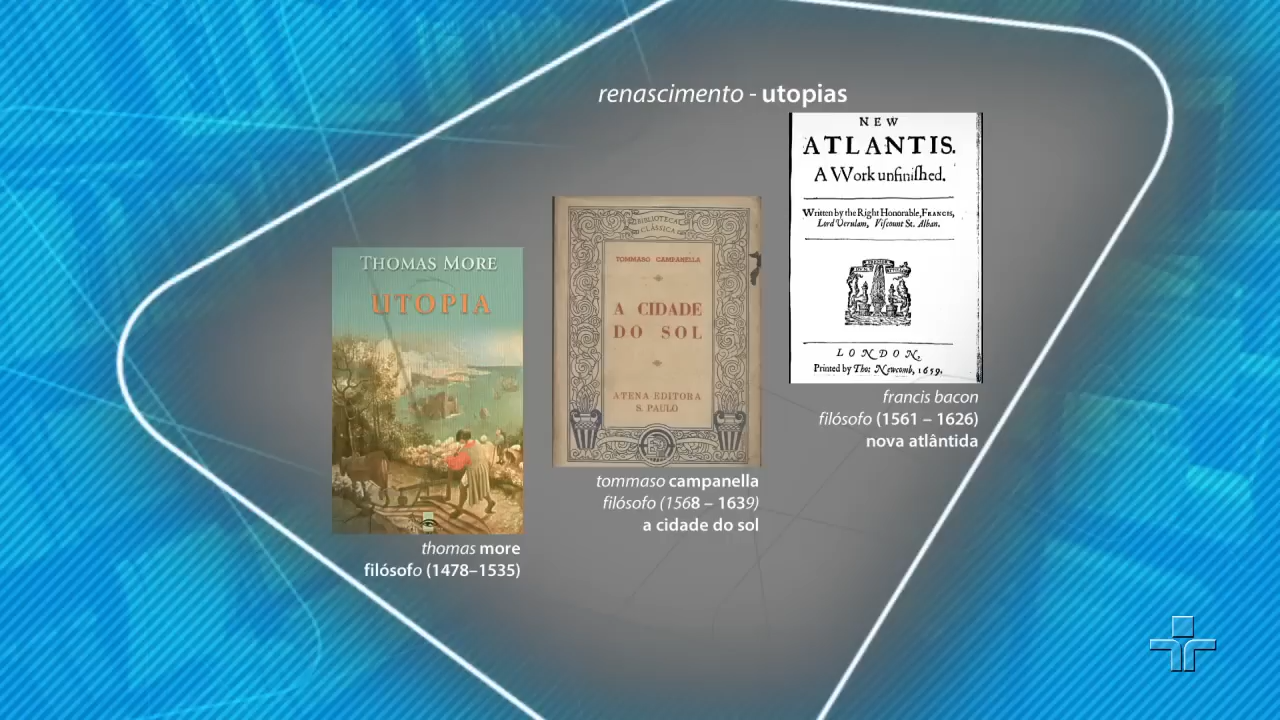 renascimento - utopias
THOMAS MORE
UTOPIA
thomas more
filósofo (1478–1535)
BIBLIOTECA
CLÁSSICA
TOMMASO CAMPANELLA
A CIDADE
DO SOL
ATENA EDITORA
S. PAULO
tommaso campanella
filósofo (1568 – 1639)
a cidade do sol
NEW
ATLANTIS.
A Work unfiniſhed.
Written by the Right Honorable, FRANCIS,
Lord Verulam, Viſcount St. Alban.
LONDON,
Printed by Tho: Newcomb, 1659.
francis bacon
filósofo (1561 – 1626)
nova atlântida